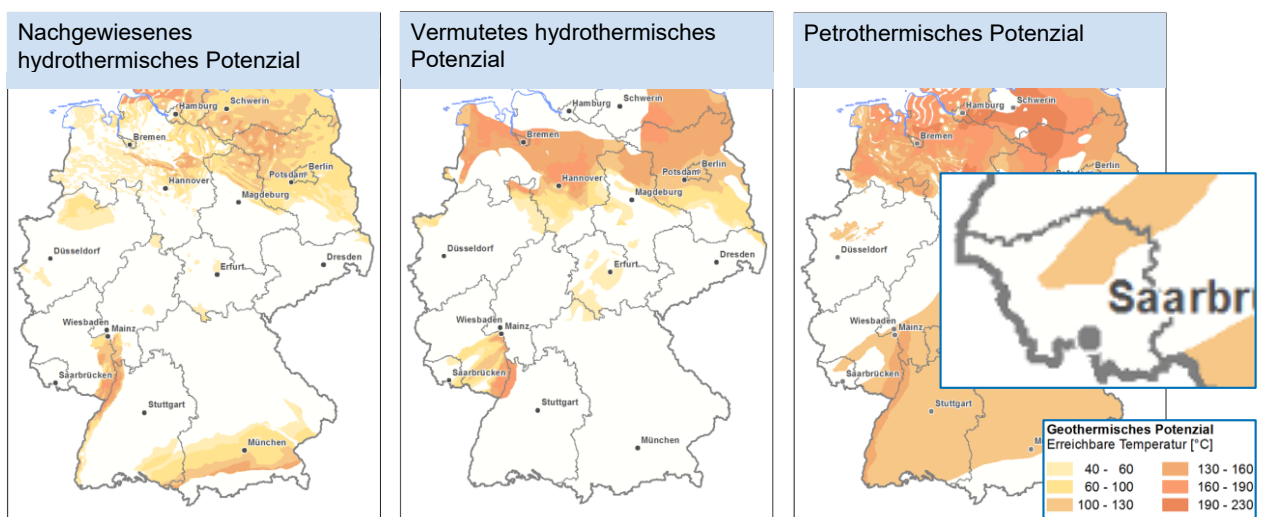 Nachgewiesenes
hydrothermisches Potenzial
Hamburg
Schwerin
Bremen
Berlin
Potsdam
Hannover
Magdeburg
Düsseldorf
Erfurt
Dresden
Wiesbaden
Mainz
Saarbrücken
Stuttgart
München
Vermutetes hydrothermisches
Potenzial
Hamburg
Schwerin
Bremen
Berlin
Potsdam
Hannover
Magdeburg
Düsseldorf
Erfurt
Dresden
Wiesbaden
Mainz
Saarbrücken
Stuttgart
München
Petrothermisches Potenzial
Hamburg
Schwerin
Bremen
Berlin
Düsseldorf
Wiesbaden
Mainz
Saarbrücken
Stuttgart
M
Saarbr
Geothermisches Potenzial
Erreichbare Temperatur [°C]
40 - 60
60 - 100
100 - 130
130 - 160
160 - 190
190 - 230